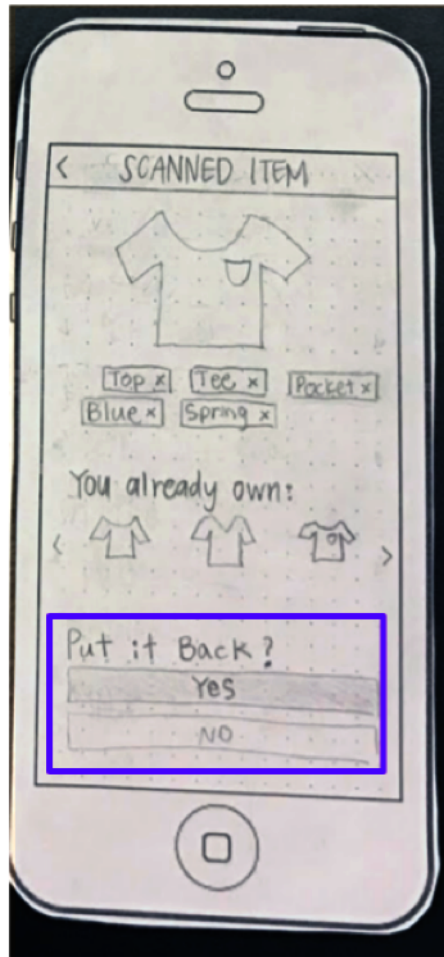 < SCANNED ITEM
Top x Tee x Pocket x
Blue x Spring x
You already own:
< >
Put it Back?
Yes
NO